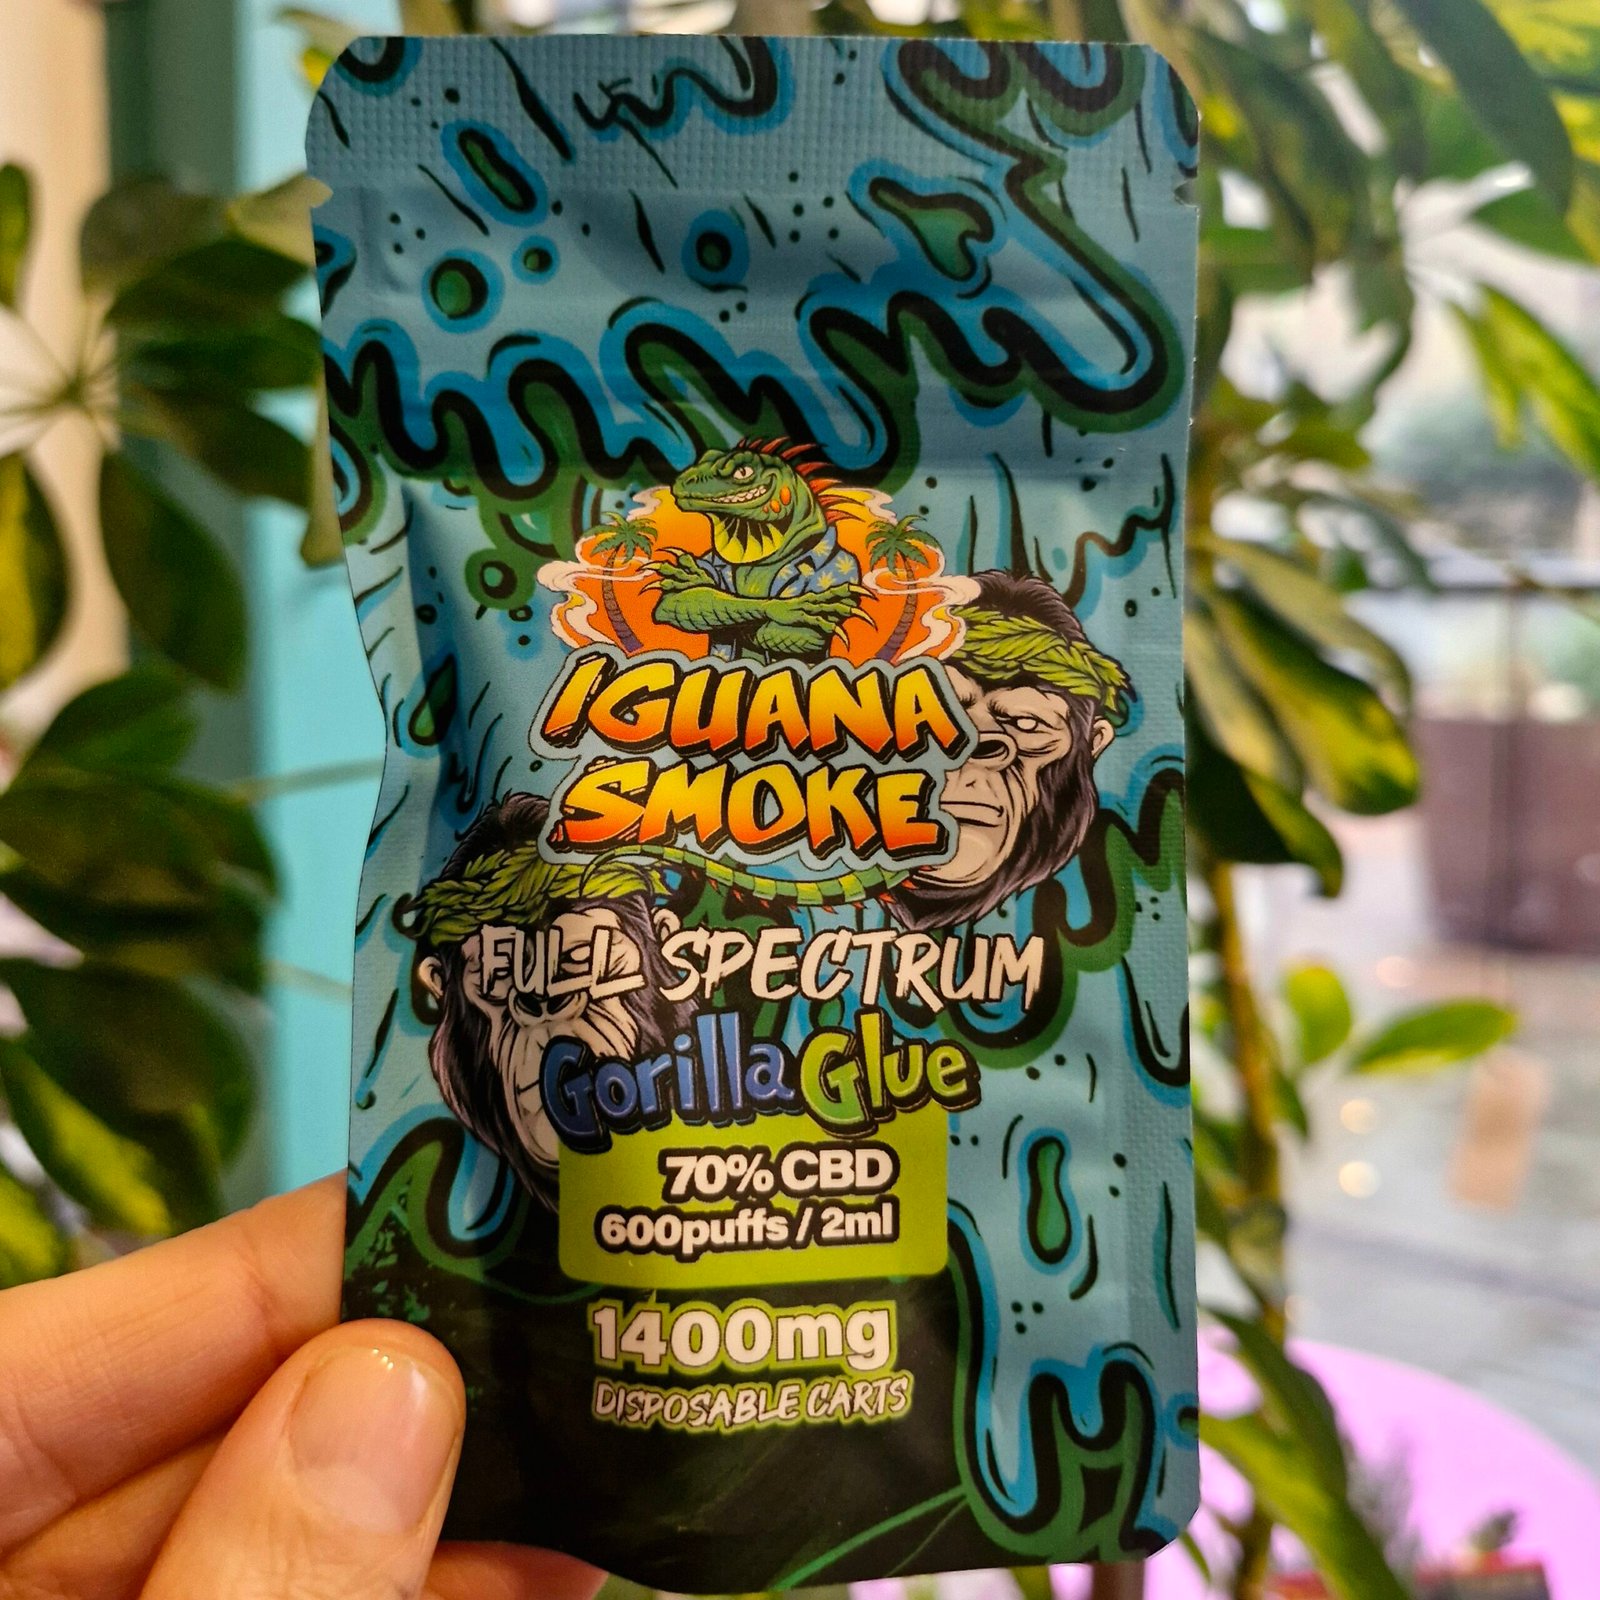 IGUANA
SMOKE
FULL SPECTRUM
Gorilla Glue
70% CBD
600puffs / 2ml
1400mg
DISPOSABLE CARTS